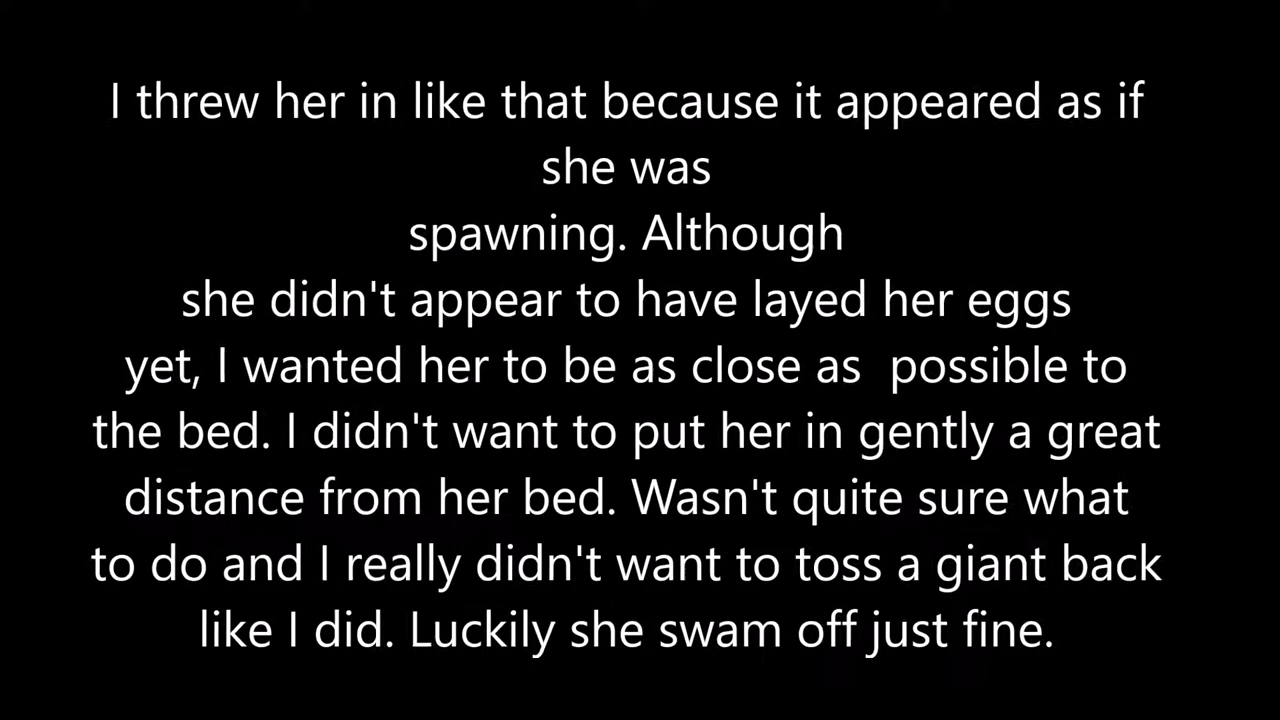 I threw her in like that because it appeared as if
she was
spawning. Although
she didn't appear to have layed her eggs
yet, I wanted her to be as close as  possible to
the bed. I didn't want to put her in gently a great
distance from her bed. Wasn't quite sure what
to do and I really didn't want to toss a giant back
like I did. Luckily she swam off just fine.